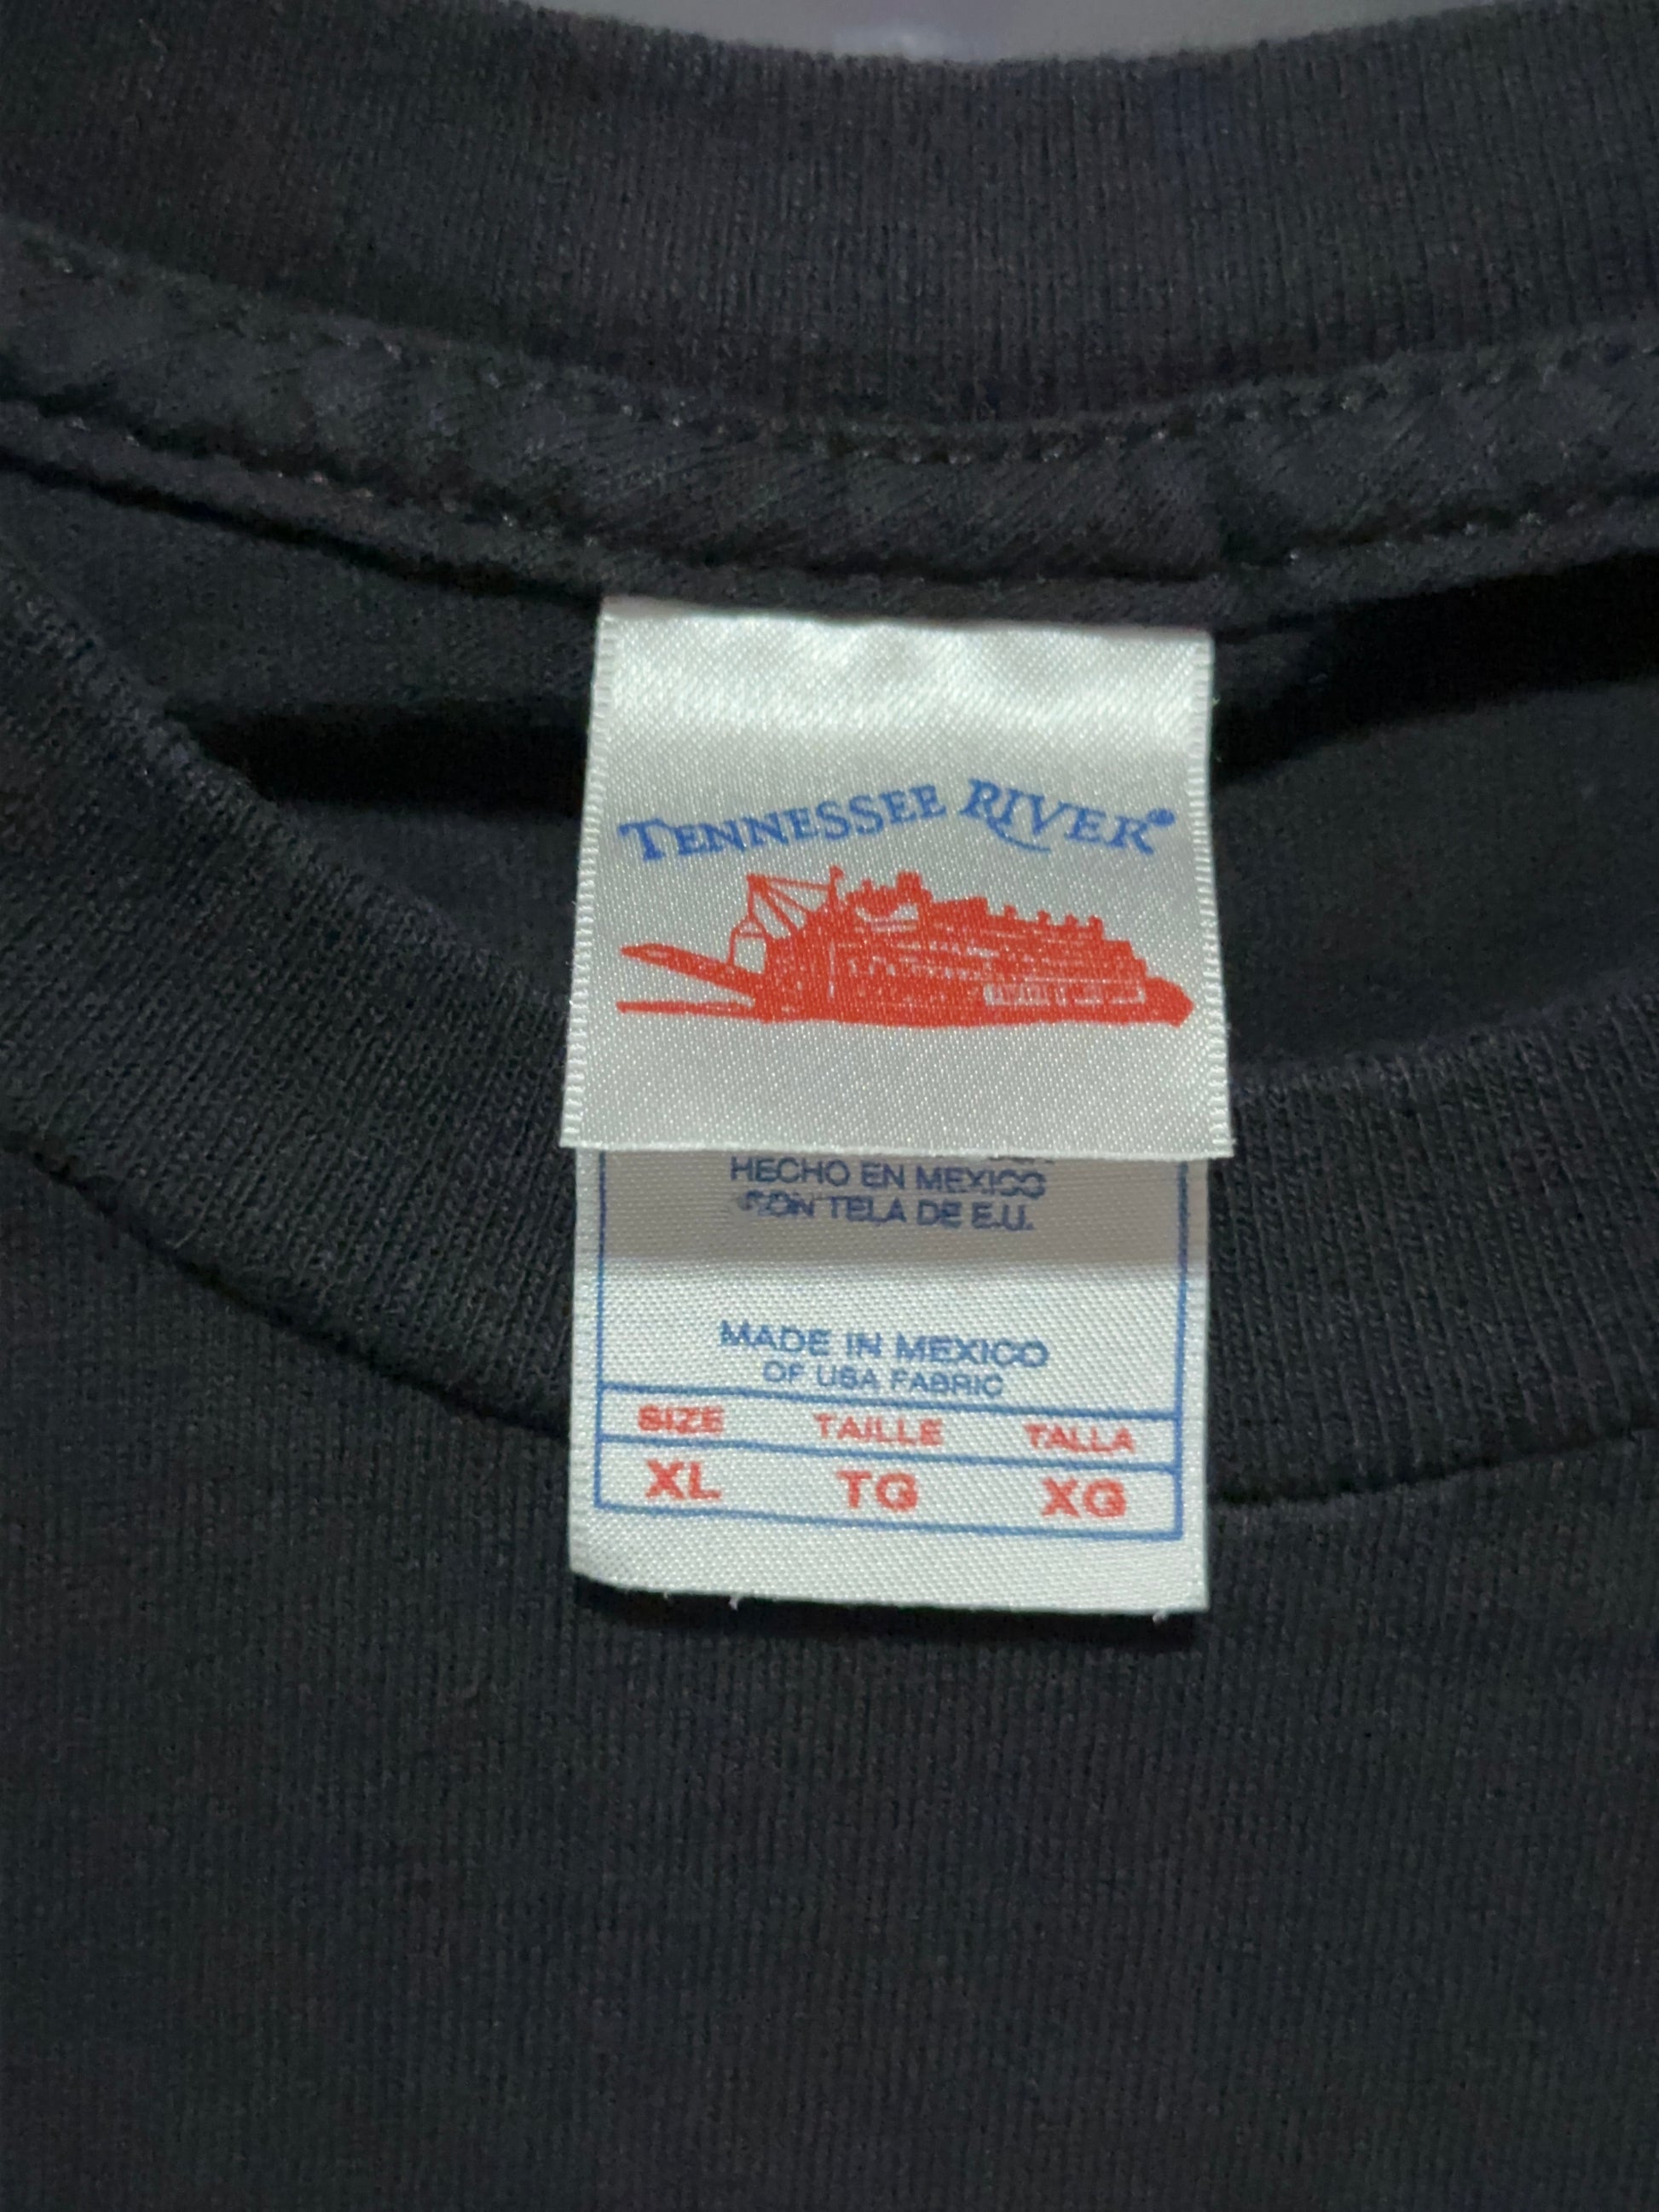 TENNESSEE RIVER®
HECHO EN MEXICO
CON TELA DE E.U.
MADE IN MEXICO
OF USA FABRIC
SIZE TAILLE TALLA
XL TG XG